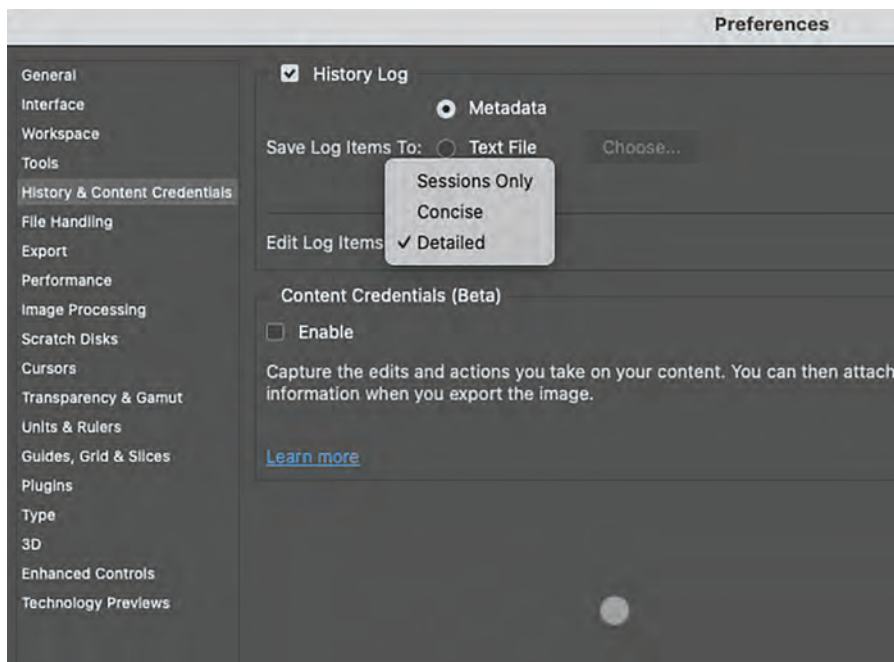 Preferences
General
Interface
Workspace
Tools
History & Content Credentials
File Handling
Export
Performance
Image Processing
Scratch Disks
Cursors
Transparency & Gamut
Units & Rulers
Guides, Grid & Slices
Plugins
Type
3D
Enhanced Controls
Technology Previews
History Log
Metadata
Save Log Items To: Text File Choose...
Sessions Only
Concise
Edit Log Items Detailed
Content Credentials (Beta)
Enable
Capture the edits and actions you take on your content. You can then attach
information when you export the image.
Learn more